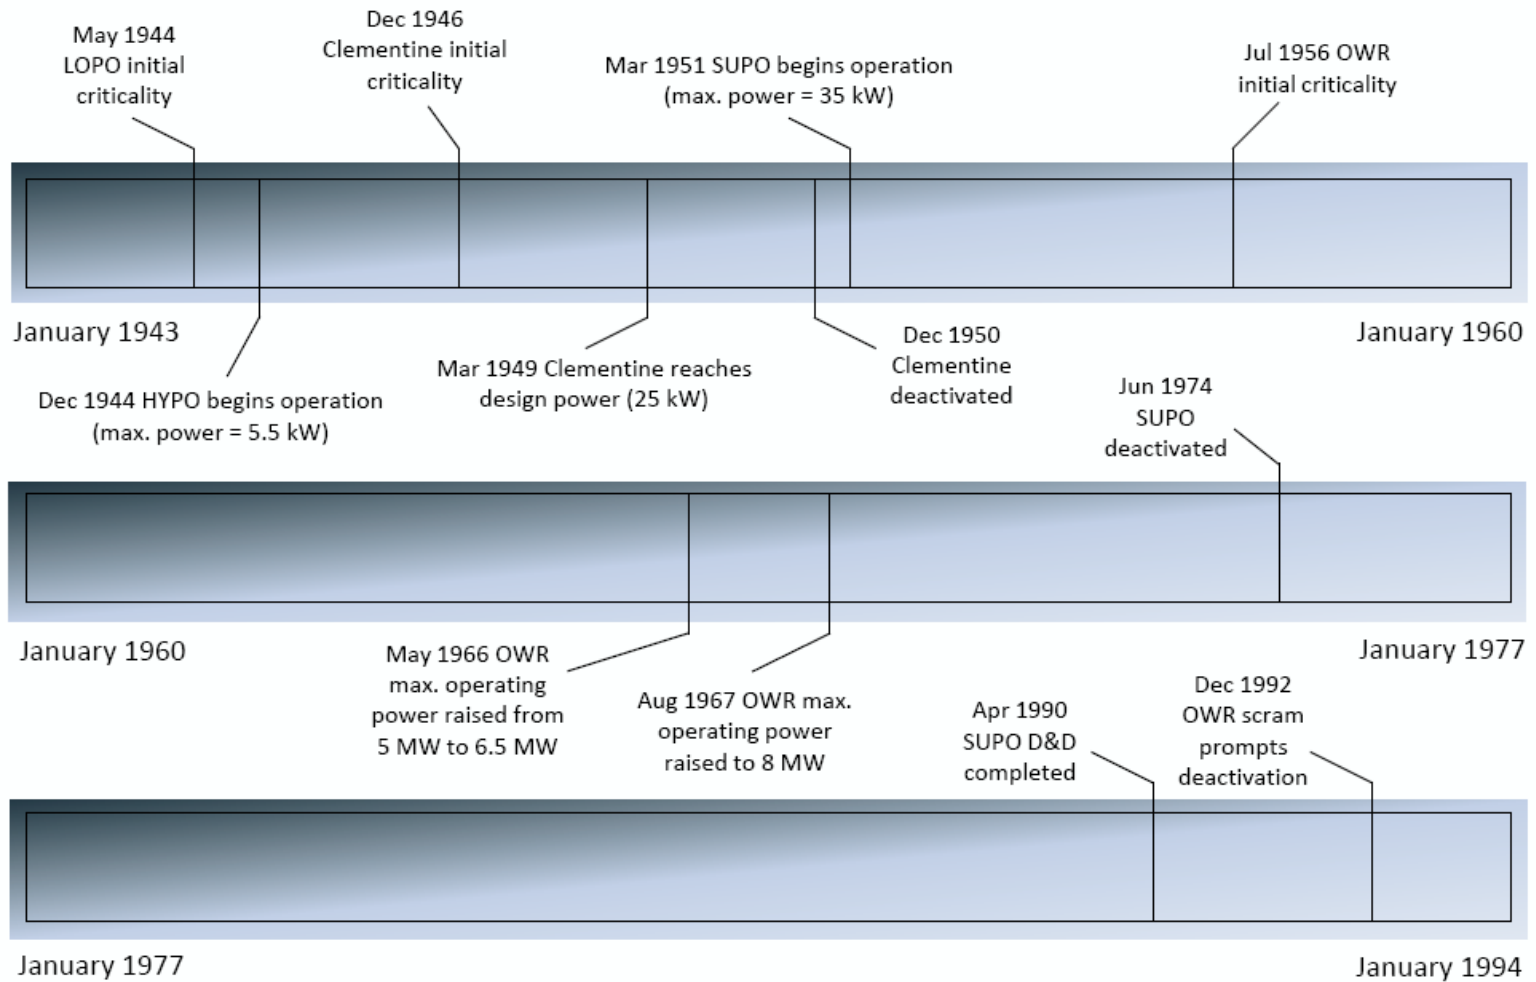 May 1944
LOPO initial
criticality
Dec 1946
Clementine initial
criticality
Mar 1951 SUPO begins operation
(max. power = 35 kW)
Jul 1956 OWR
initial criticality
January 1943
January 1960
Dec 1944 HYPO begins operation
(max. power = 5.5 kW)
Mar 1949 Clementine reaches
design power (25 kW)
Dec 1950
Clementine
deactivated
Jun 1974
SUPO
deactivated
January 1960
January 1977
May 1966 OWR
max. operating
power raised from
5 MW to 6.5 MW
Aug 1967 OWR max.
operating power
raised to 8 MW
Apr 1990
SUPO D&D
completed
Dec 1992
OWR scram
prompts
deactivation
January 1977
January 1994